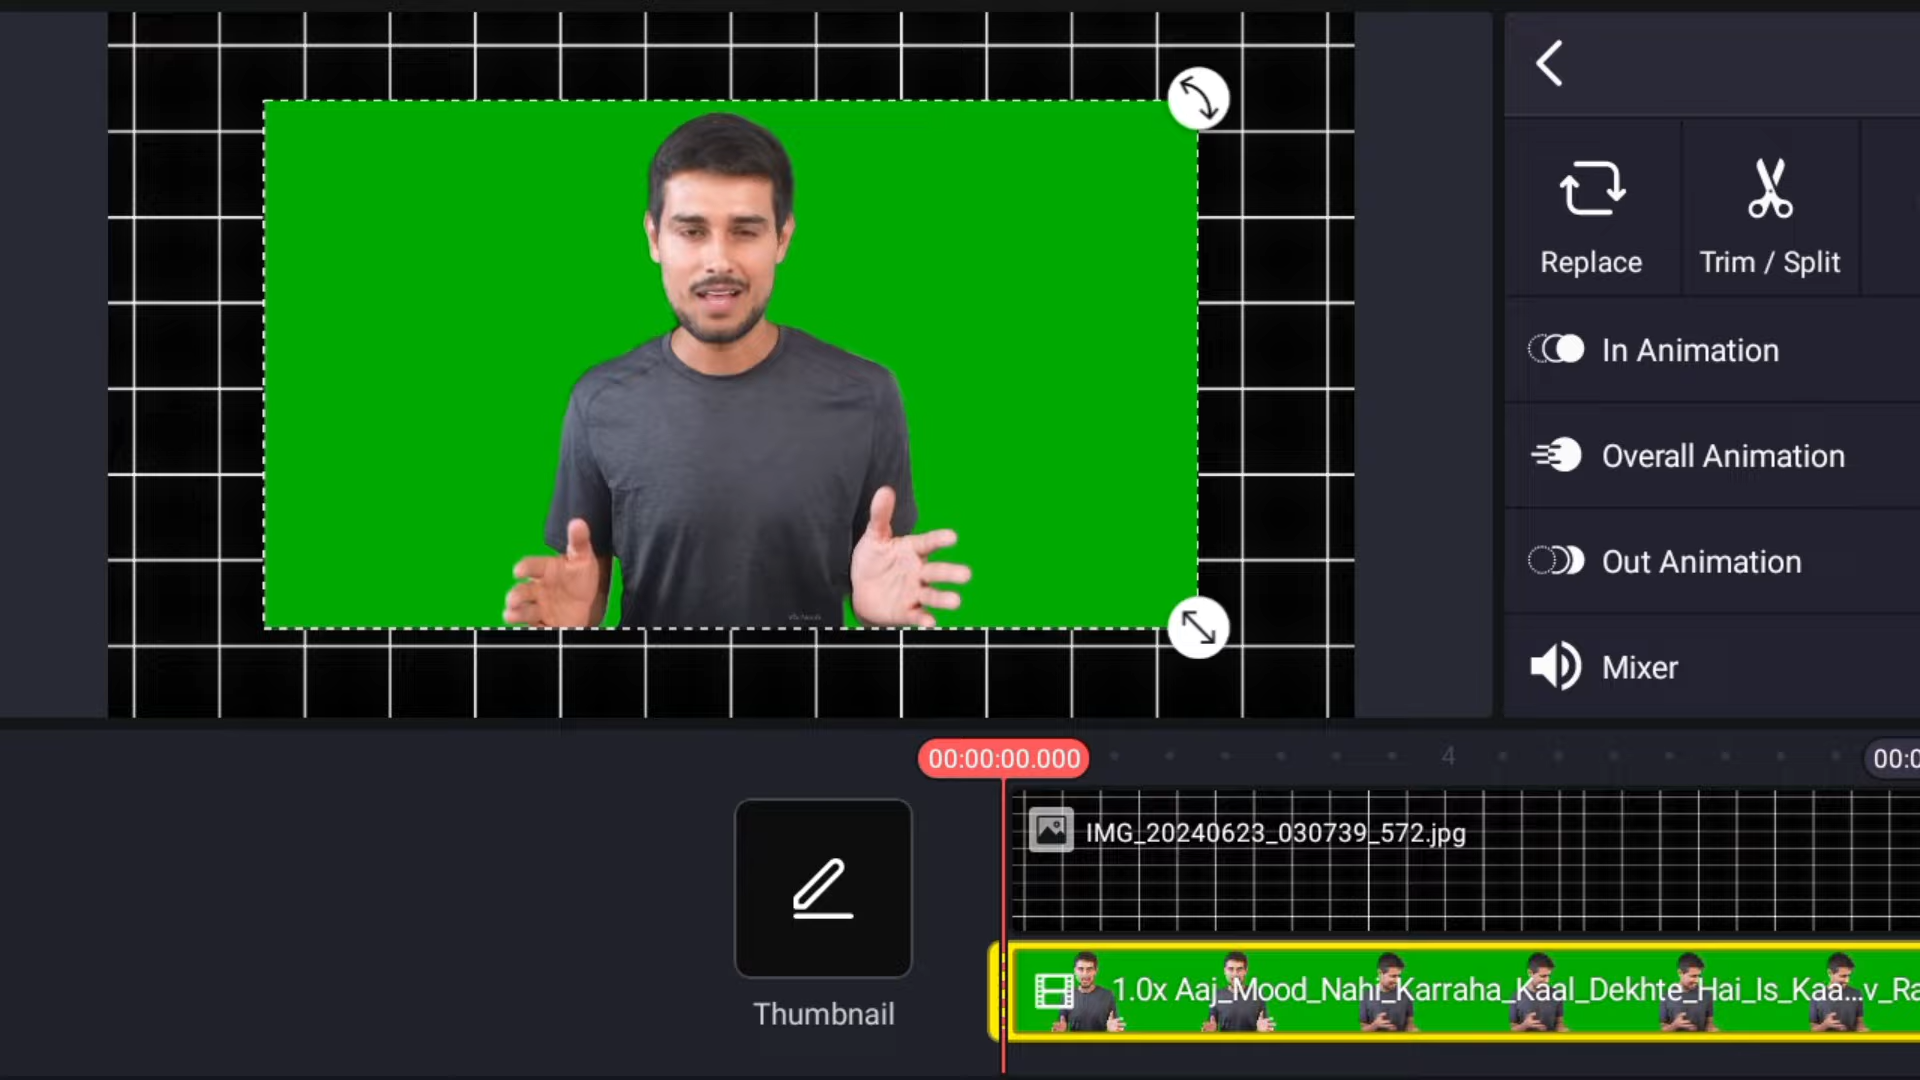 Replace
Trim / Split
In Animation
Overall Animation
Out Animation
Mixer
00:00:00.000
4
00:0
IMG_20240623_030739_572.jpg
1.0x Aaj_Mood_Nahi_Karraha_Kaal_Dekhte_Hai_Is_Kaa...v_Ra
Thumbnail